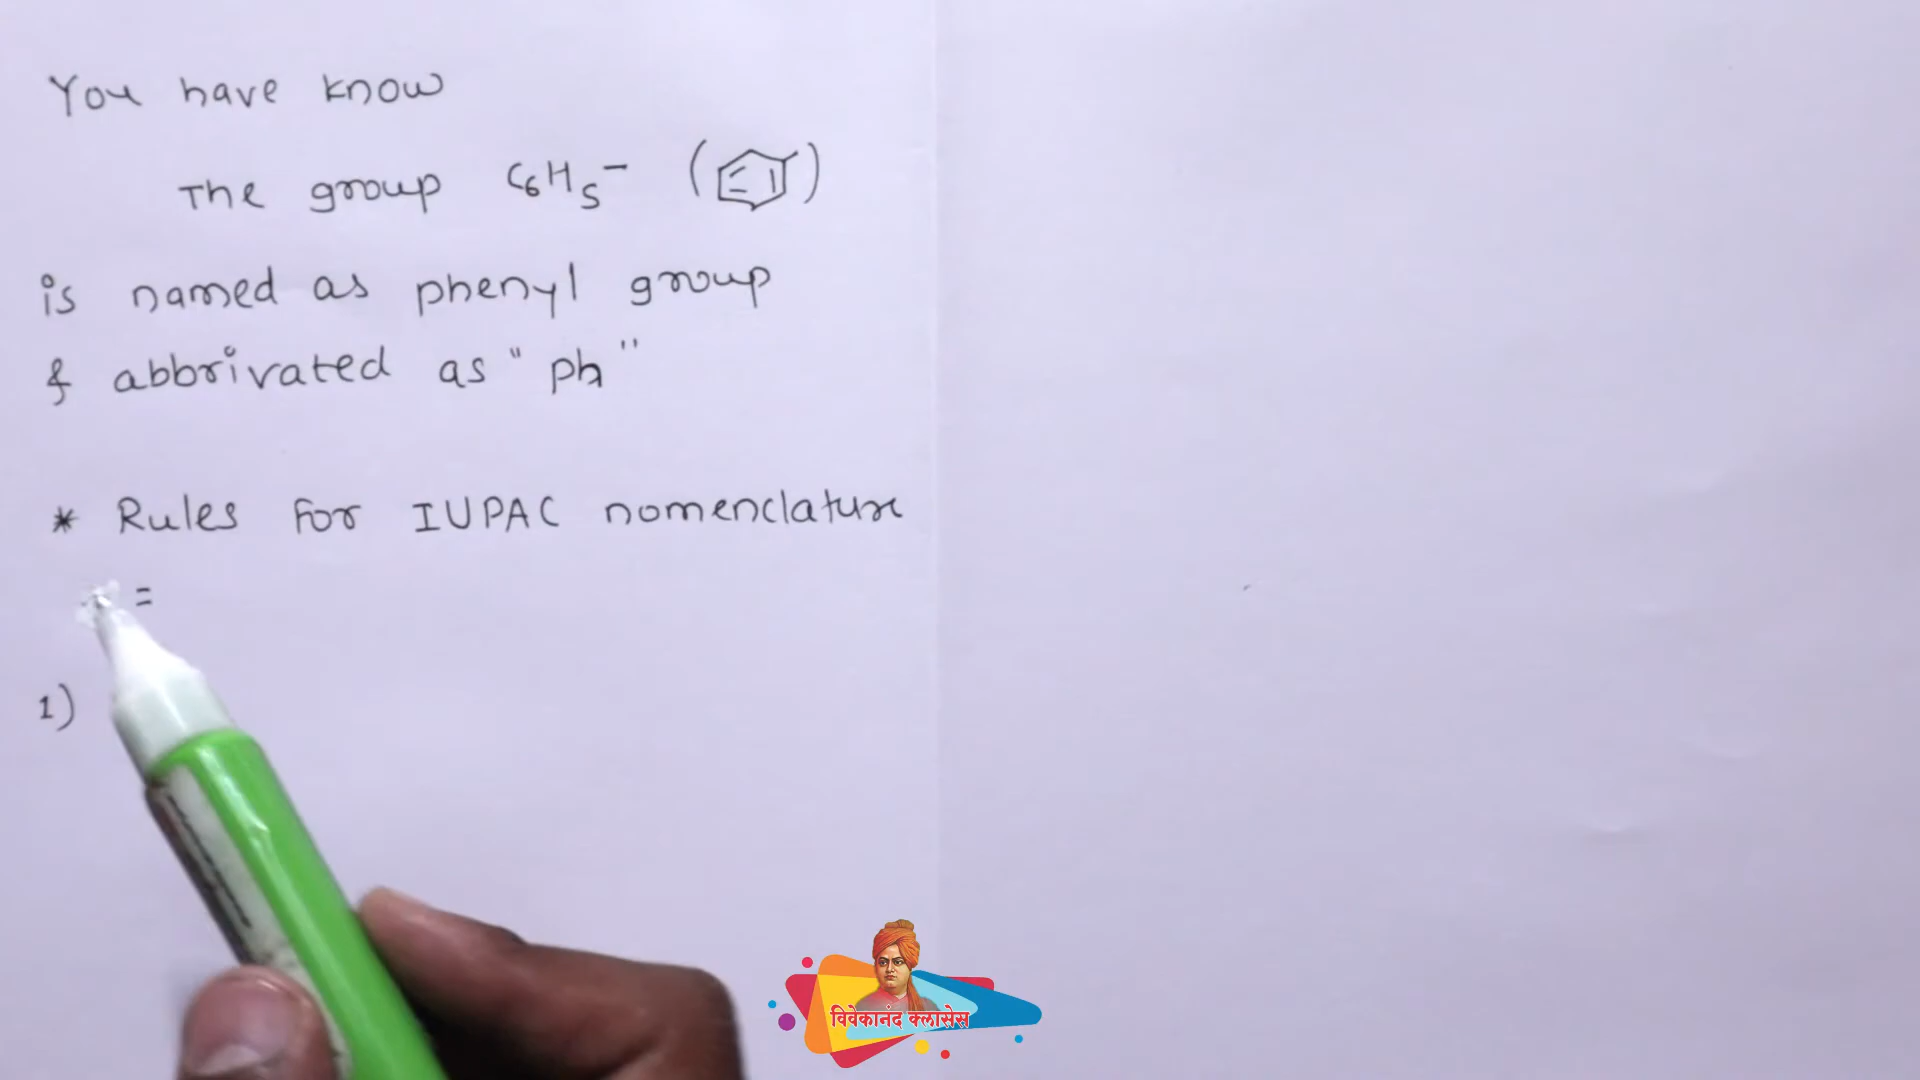 You have know
The group C6H5- ( )
is named as phenyl group
& abbrivated as "ph"
* Rules for IUPAC nomenclature
=
1)
विवेकानंद क्लासेस